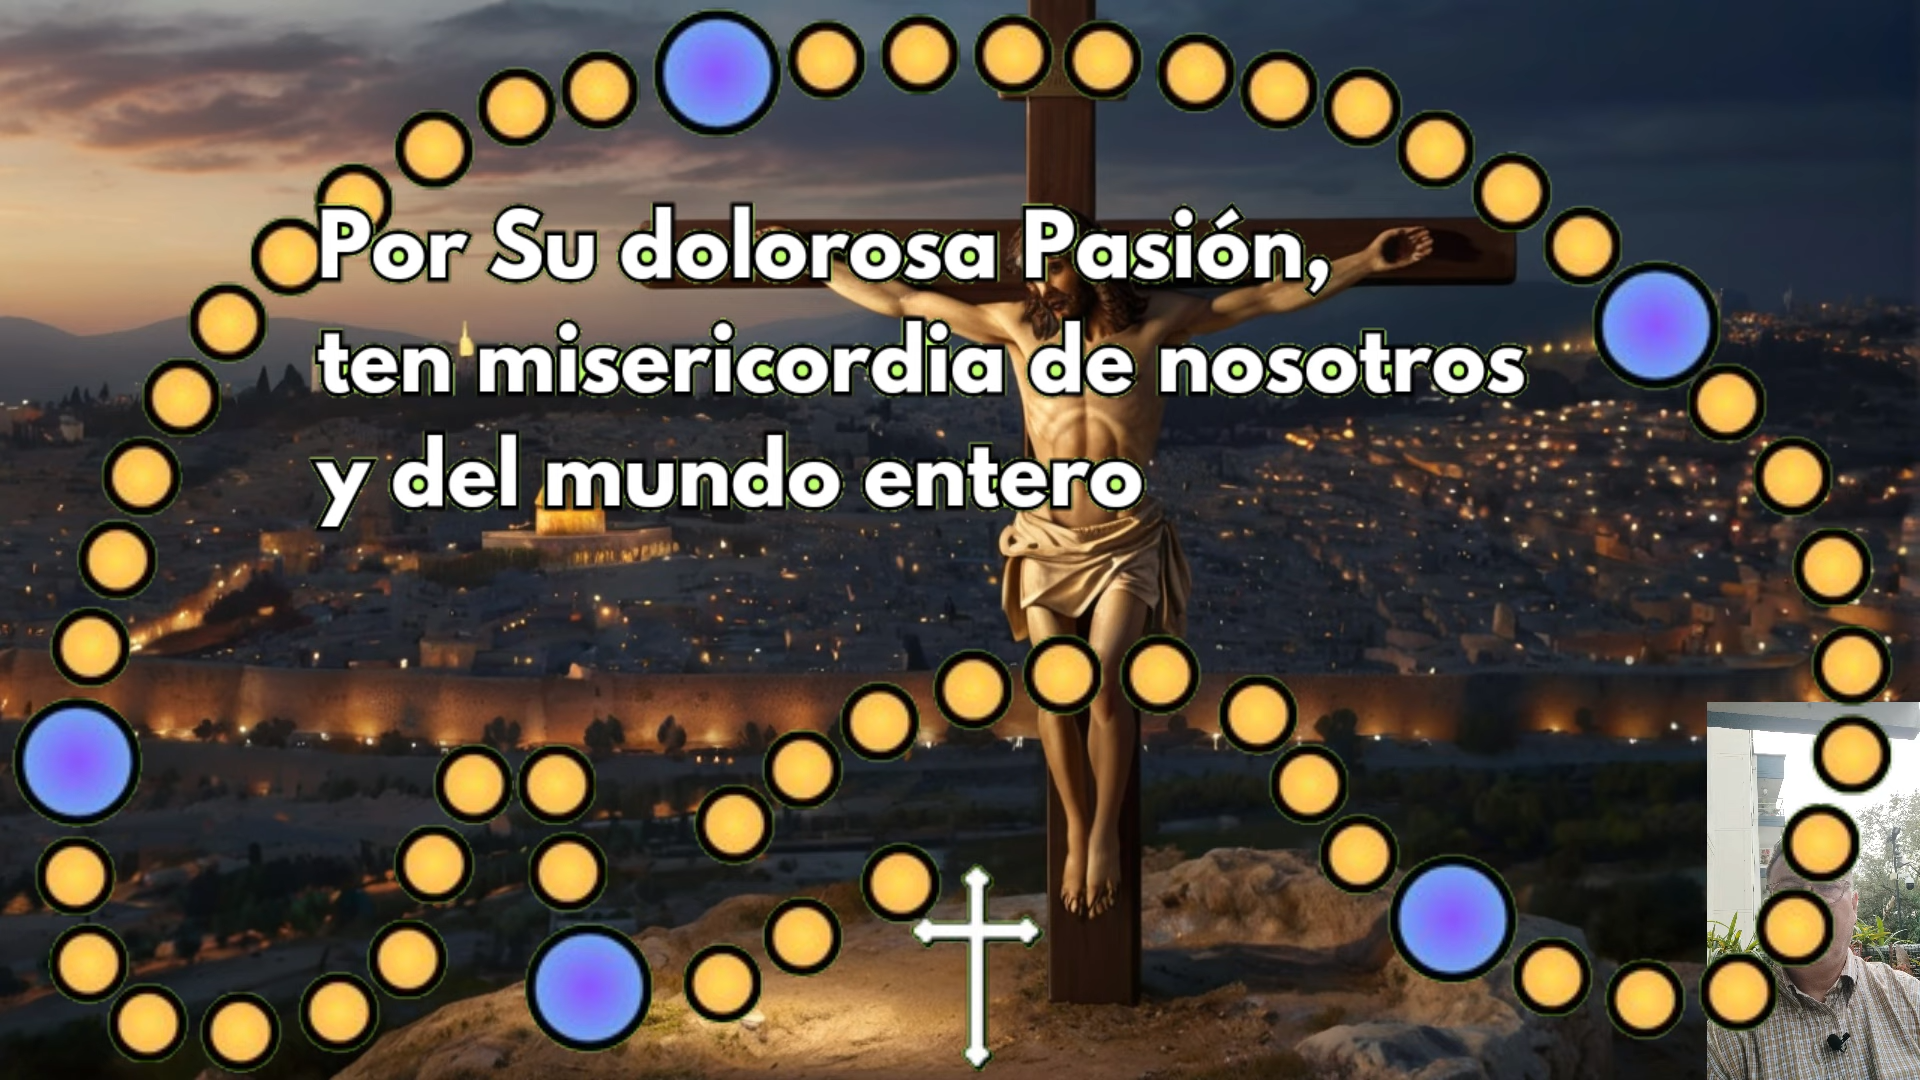 Por Su dolorosa Pasión,
ten misericordia de nosotros
y del mundo entero